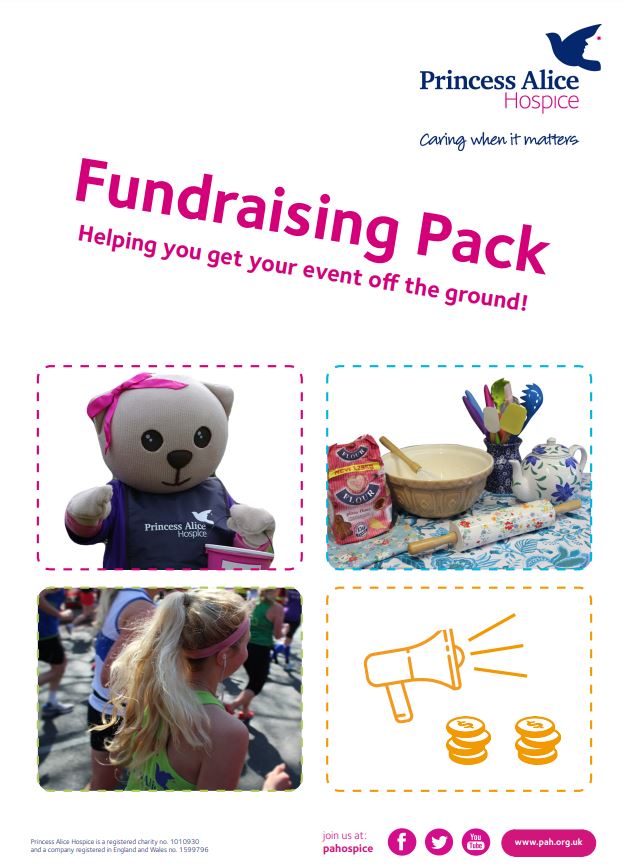 Princess Alice
Hospice
Caring when it matters
Fundraising Pack
Helping you get your event off the ground!
Princess Alice
Hospice
FLOUR
FLOUR
$
$
Princess Alice Hospice is a registered charity no. 1010930
and a company registered in England and Wales no. 1599796
join us at:
pahospice
f
You
Tube
www.pah.org.uk